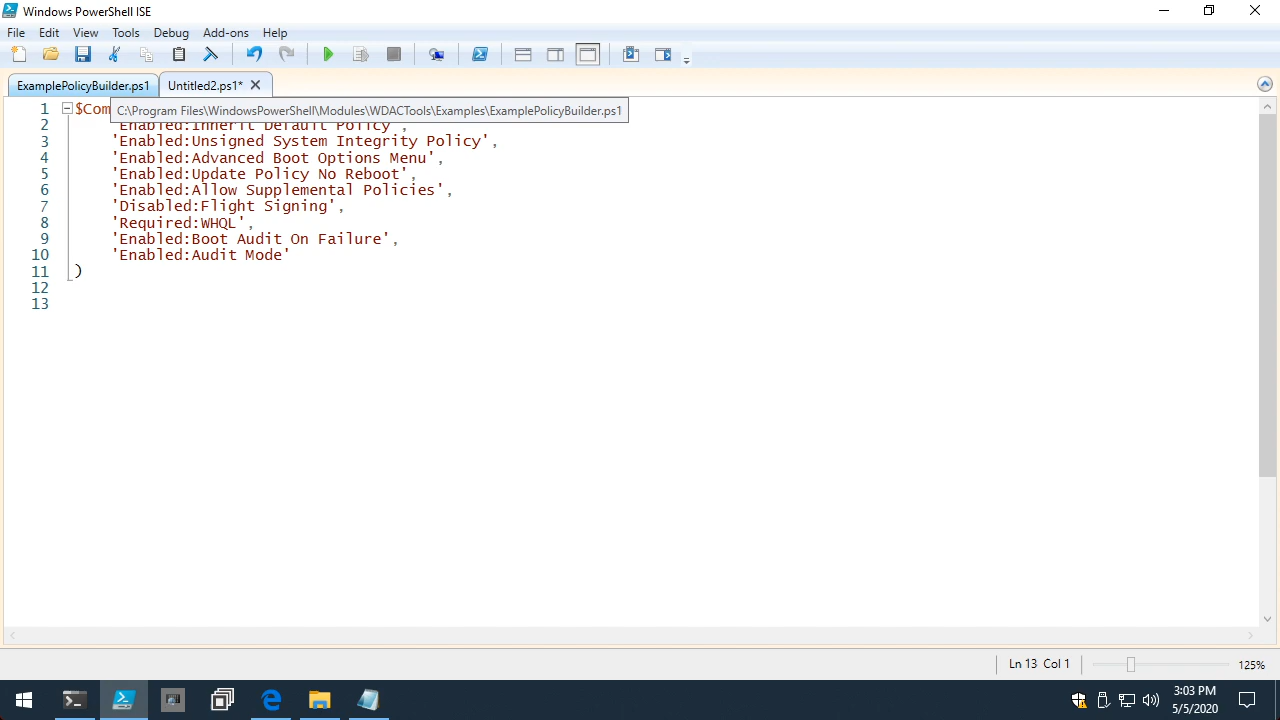 Windows PowerShell ISE
File Edit View Tools Debug Add-ons Help
ExamplePolicyBuilder.ps1 Untitled2.ps1*
1 $Com
C:\Program Files\WindowsPowerShell\Modules\WDACTools\Examples\ExamplePolicyBuilder.ps1
2 'Enabled:Inherit Default Policy',
3 'Enabled:Unsigned System Integrity Policy',
4 'Enabled:Advanced Boot Options Menu',
5 'Enabled:Update Policy No Reboot',
6 'Enabled:Allow Supplemental Policies',
7 'Disabled:Flight Signing',
8 'Required:WHQL',
9 'Enabled:Boot Audit On Failure',
10 'Enabled:Audit Mode'
11 )
12
13
Ln 13 Col 1 125%
3:03 PM
5/5/2020